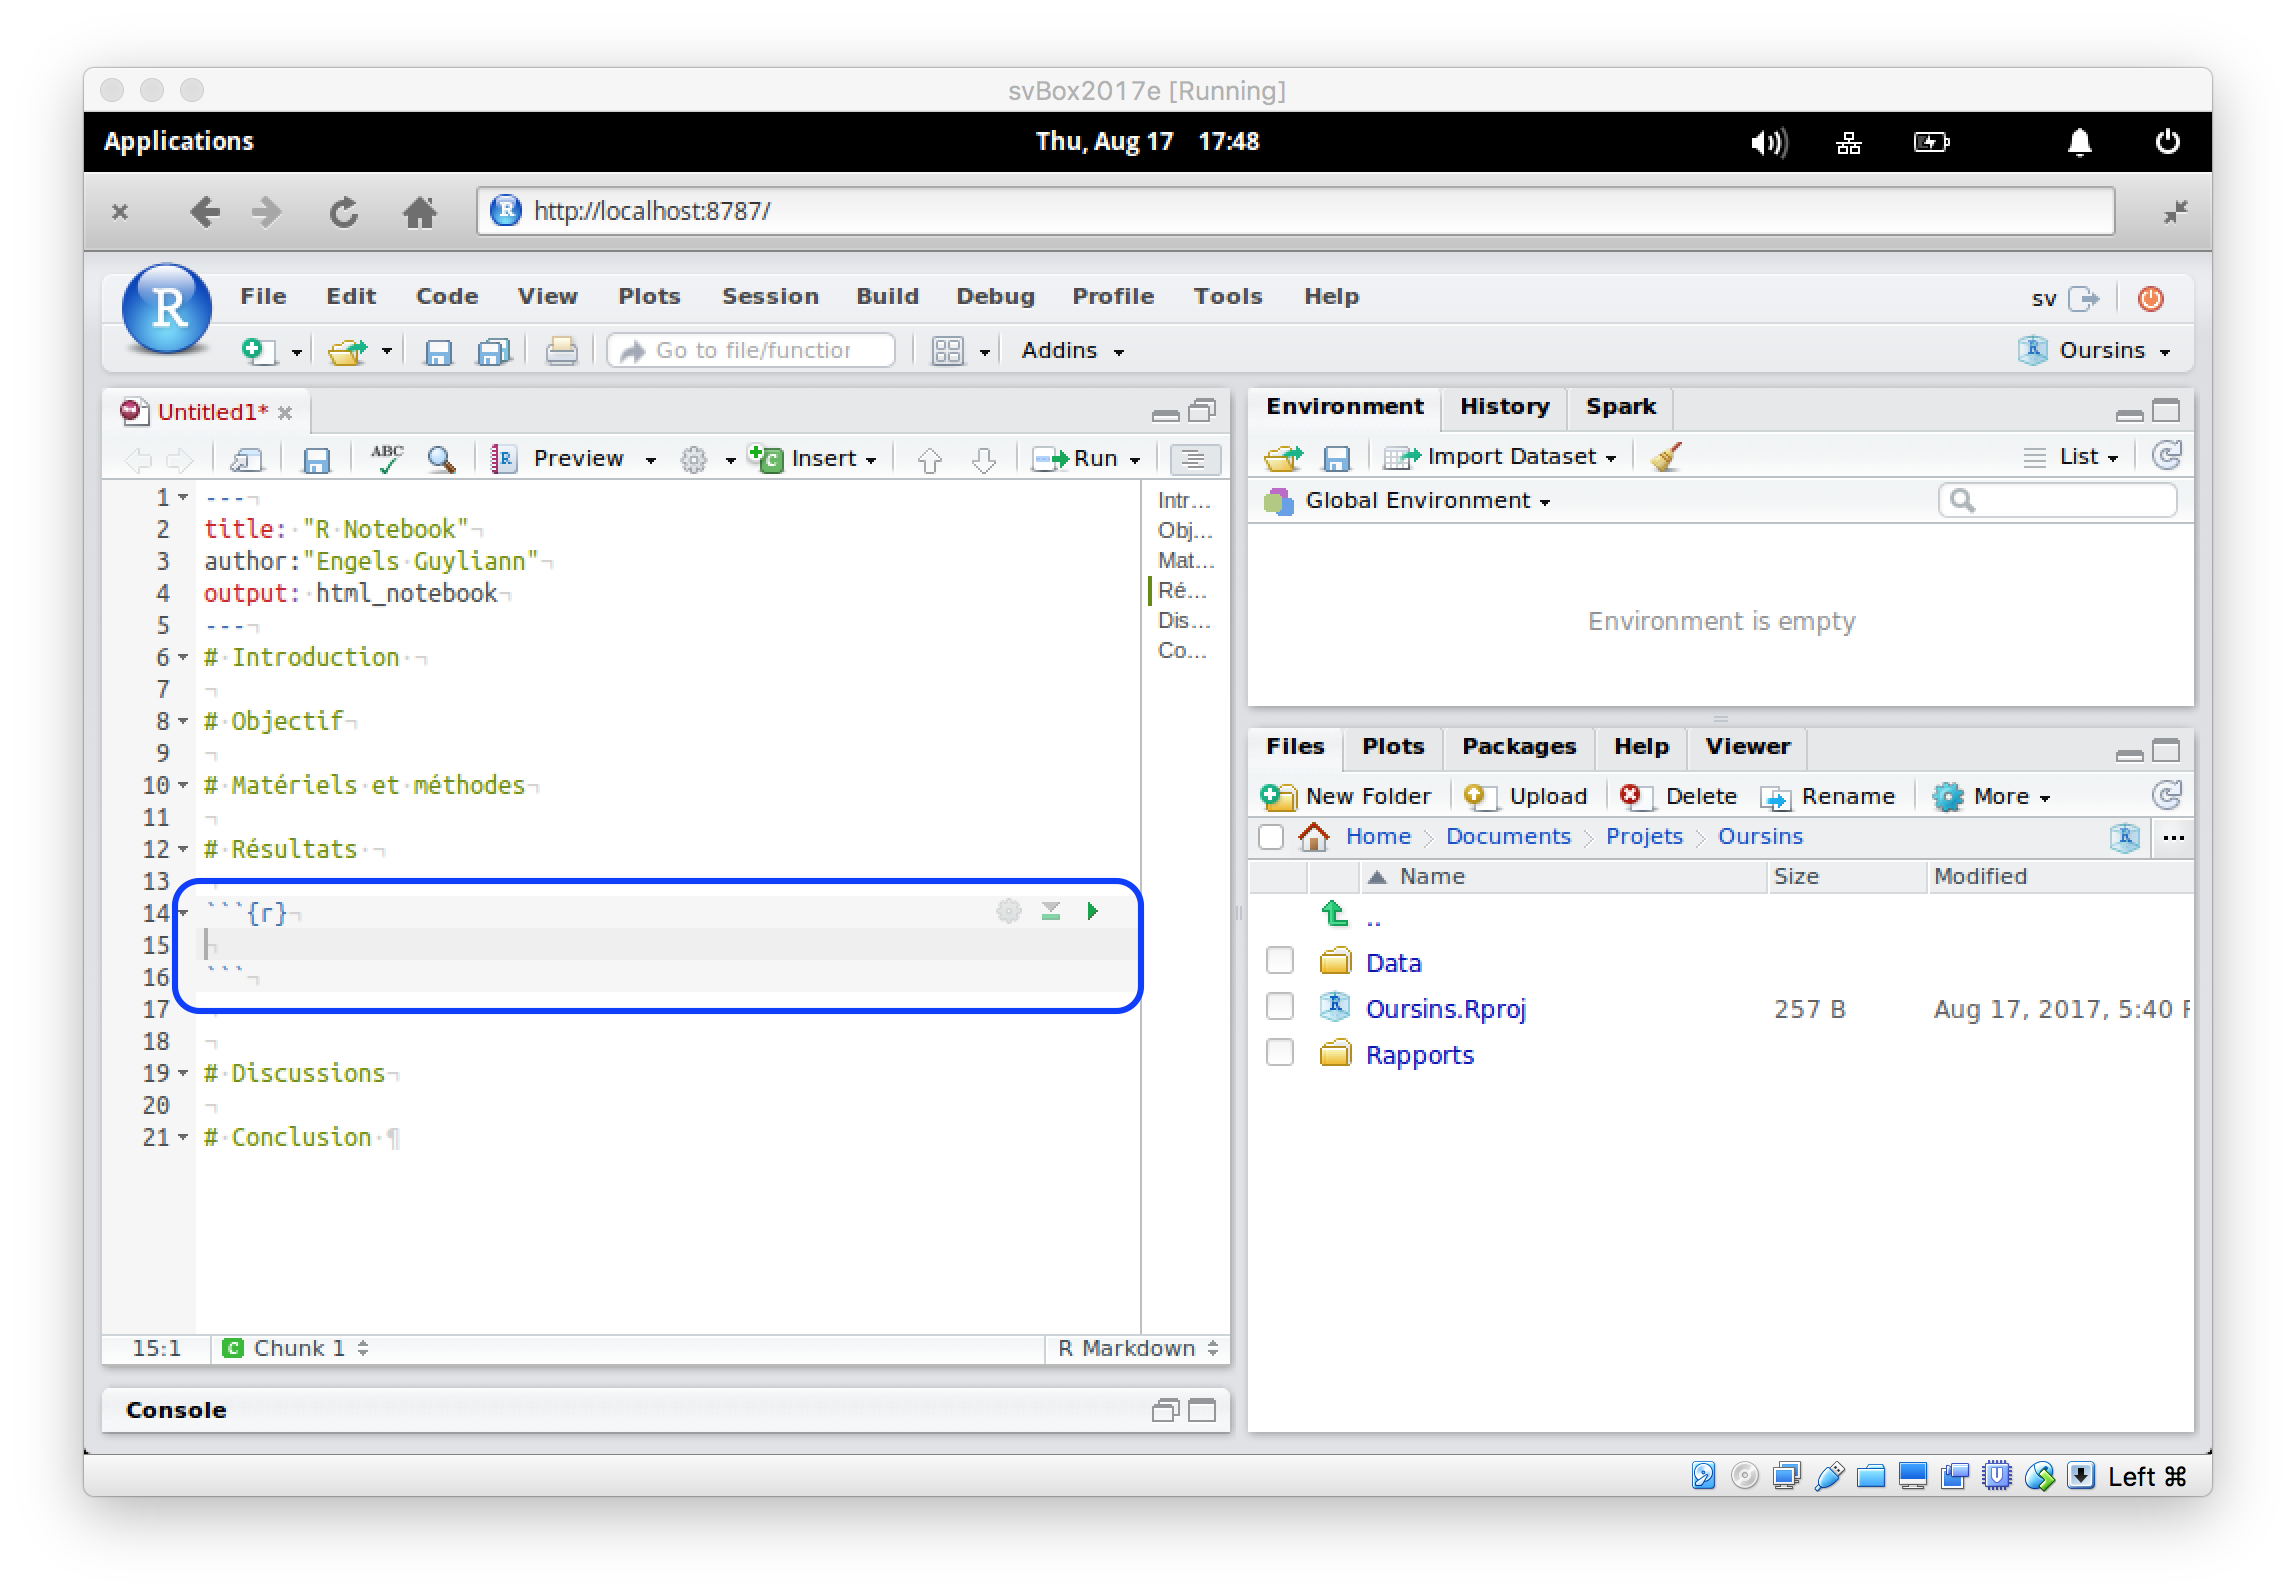 svBox2017e [Running]
Applications Thu, Aug 17 17:48
http://localhost:8787/
R File Edit Code View Plots Session Build Debug Profile Tools Help sv
Go to file/function Addins Oursins
Untitled1*
ABC Preview Insert Run
1 ---
2 title: "R Notebook"
3 author:"Engels Guyliann"
4 output: html_notebook
5 ---
6 # Introduction
7
8 # Objectif
9
10 # Matériels et méthodes
11
12 # Résultats
13
14 ```{r}
15
16 ```
17
18
19 # Discussions
20
21 # Conclusion
Intr...
Obj...
Mat...
Ré...
Dis...
Co...
15:1 Chunk 1 R Markdown
Console
Environment History Spark
Import Dataset List
Global Environment
Environment is empty
Files Plots Packages Help Viewer
New Folder Upload Delete Rename More
Home Documents Projets Oursins ...
Name Size Modified
..
Data
Oursins.Rproj 257 B Aug 17, 2017, 5:40
Rapports
Left ⌘